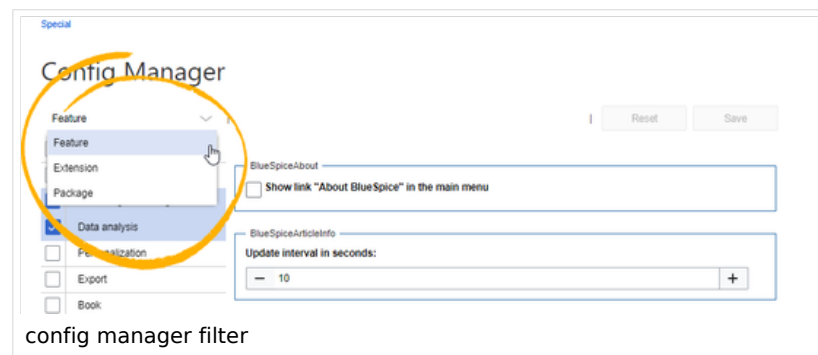 Special
Config Manager
Feature
Reset
Save
Feature
Extension
Package
Data analysis
Personalization
Export
Book
BlueSpiceAbout
Show link "About BlueSpice" in the main menu
BlueSpiceArticleInfo
Update interval in seconds:
10
config manager filter